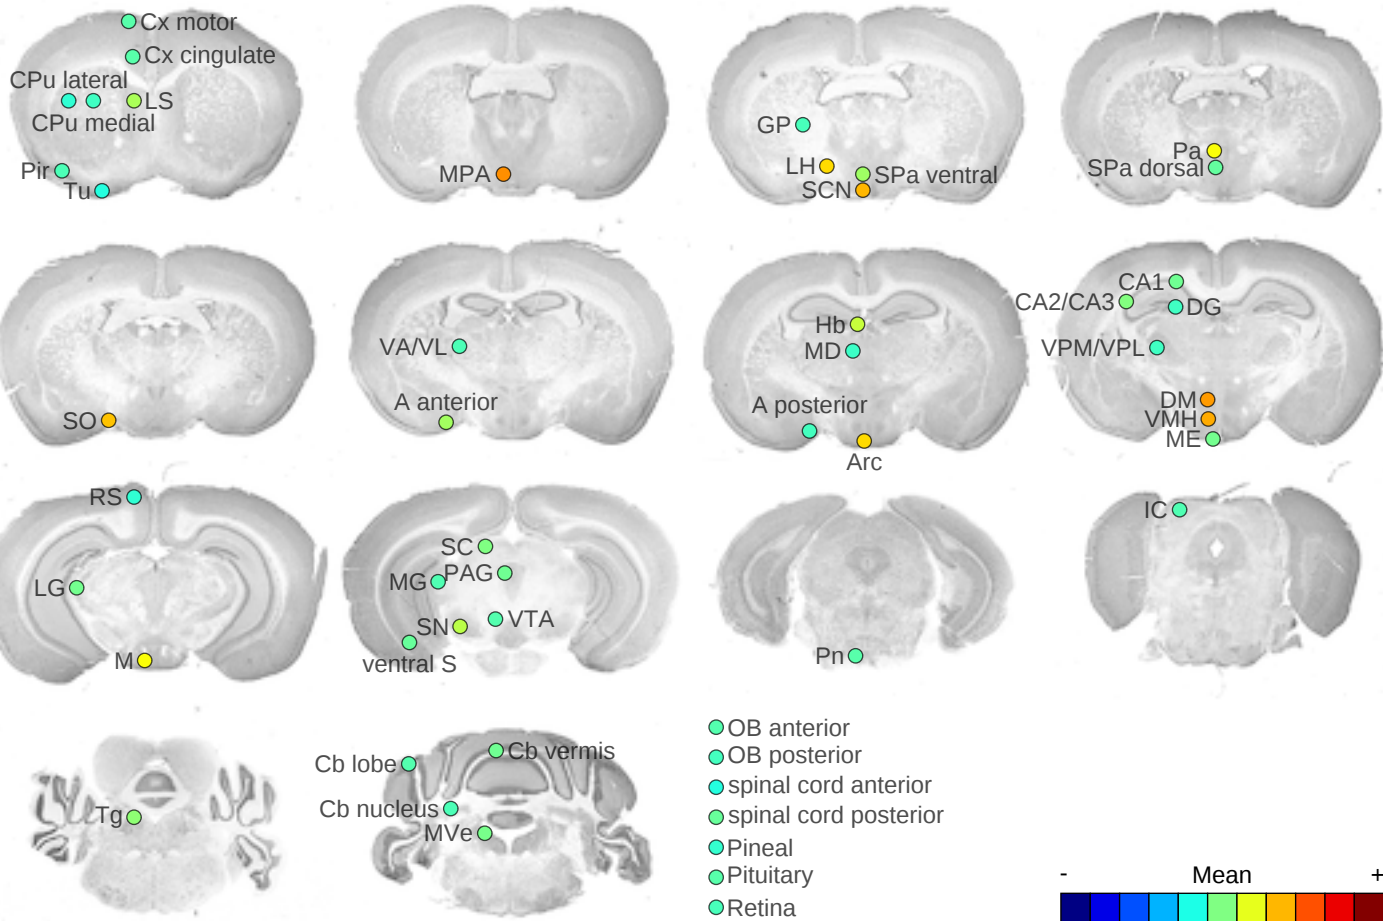 Cx motor
Cx cingulate
CPu lateral
LS
CPu medial
Pir
Tu
MPA
GP
LH
SPa ventral
SCN
Pa
SPa dorsal
SO
VA/VL
A anterior
Hb
MD
A posterior
Arc
CA1
CA2/CA3
DG
VPM/VPL
DM
VMH
ME
RS
LG
M
SC
PAG
MG
VTA
SN
ventral S
Pn
IC
Tg
Cb vermis
Cb lobe
Cb nucleus
MVe
OB anterior
OB posterior
spinal cord anterior
spinal cord posterior
Pineal
Pituitary
Retina
- Mean +